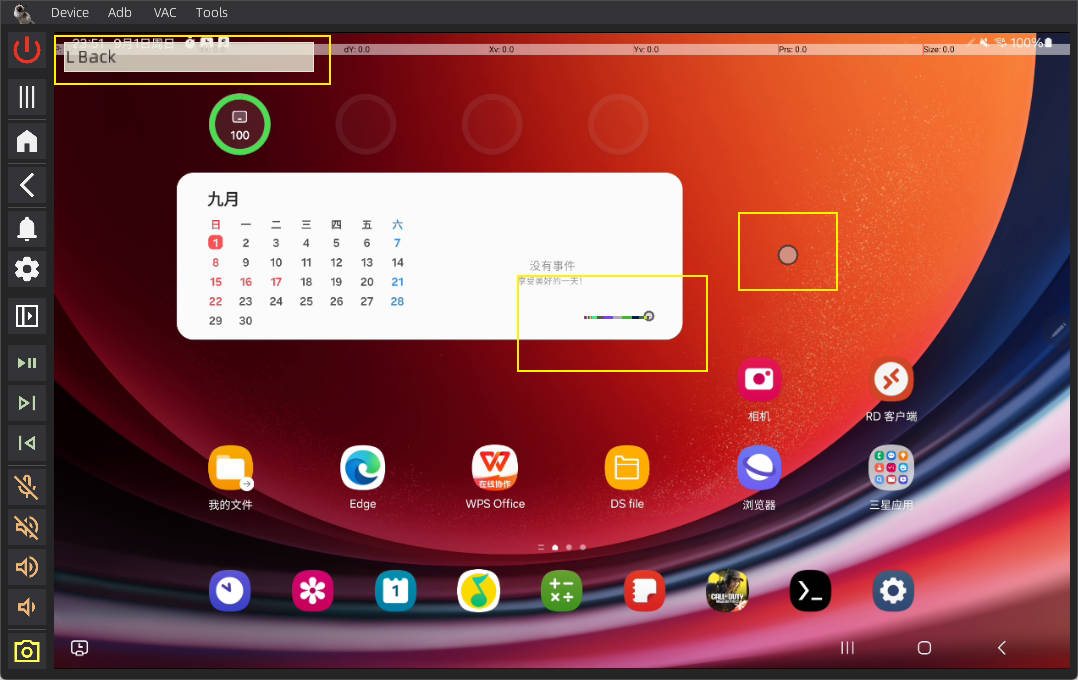 Device Adb VAC Tools
23:51 9月1日周日
dY: 0.0 Xv: 0.0 Yv: 0.0 Prs: 0.0 Size: 0.0 100%
L Back
100
九月
日 一 二 三 四 五 六
1 2 3 4 5 6 7
8 9 10 11 12 13 14
15 16 17 18 19 20 21
22 23 24 25 26 27 28
29 30
没有事件
享受美好的一天!
相机 RD 客户端
在线协作
我的文件 Edge WPS Office DS file 浏览器 三星应用
1
CALL OF DUTY